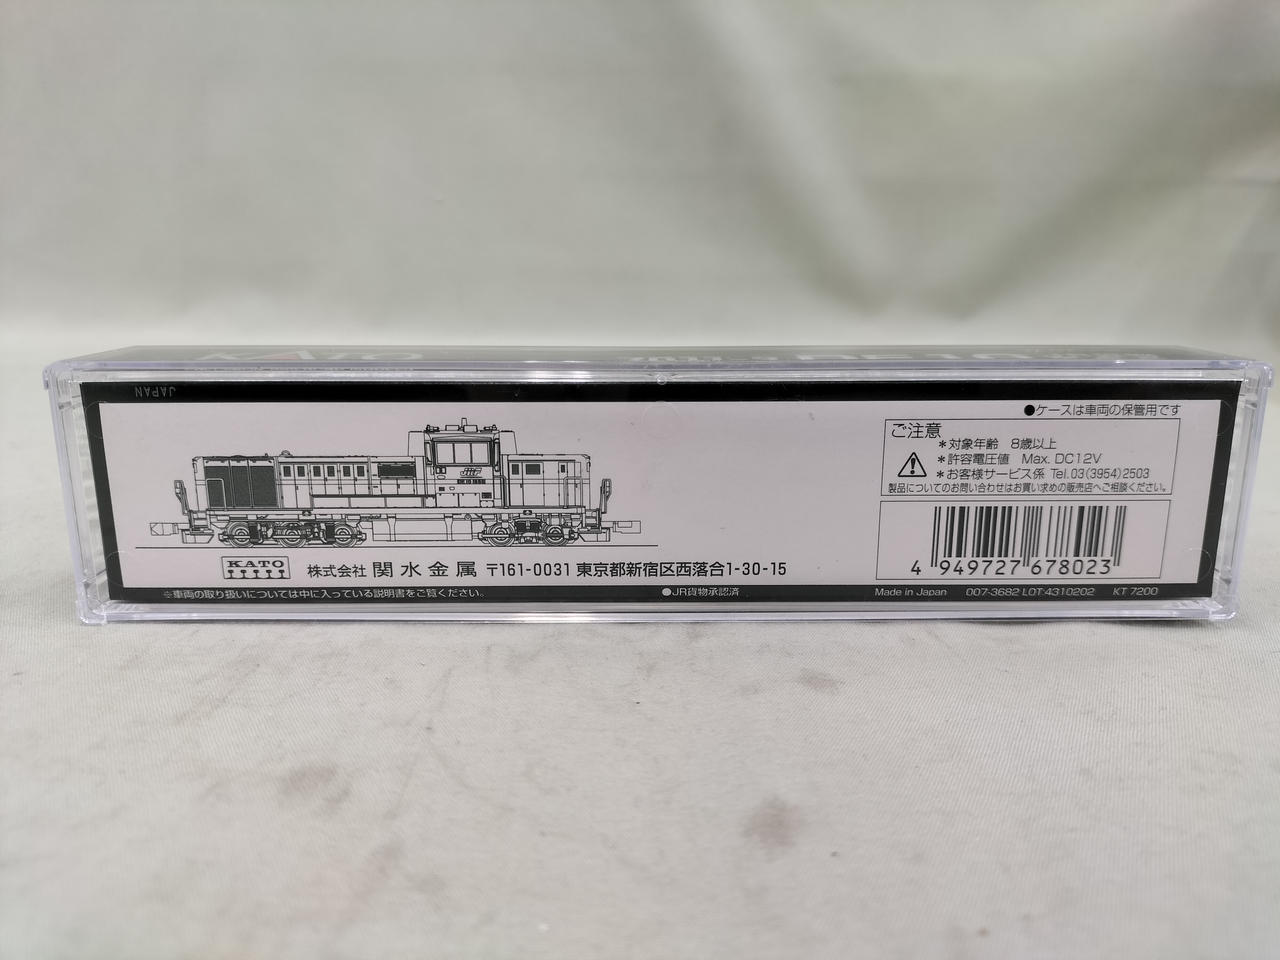 KATO
JAPAN
●ケースは車両の保管用です
ご注意
＊対象年齢 8歳以上
＊許容電圧値 Max. DC12V
＊お客様サービス係 Tel.03(3954)2503
製品についてのお問い合わせはお買い求めの販売店へご相談ください。
KATO
株式会社 関水金属 〒161-0031 東京都新宿区西落合1-30-15
4 949727 678023
※車両の取り扱いについては中に入っている説明書をご覧ください。
●JR貨物承認済
Made in Japan 007-3682 LOT 4310202 KT 7200